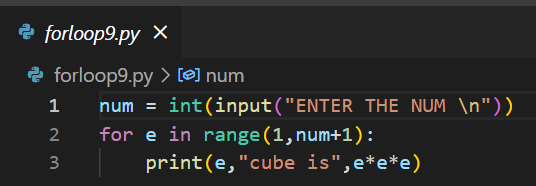 forloop9.py ×
forloop9.py > num
1 num = int(input("ENTER THE NUM \n"))
2 for e in range(1,num+1):
3     print(e,"cube is",e*e*e)